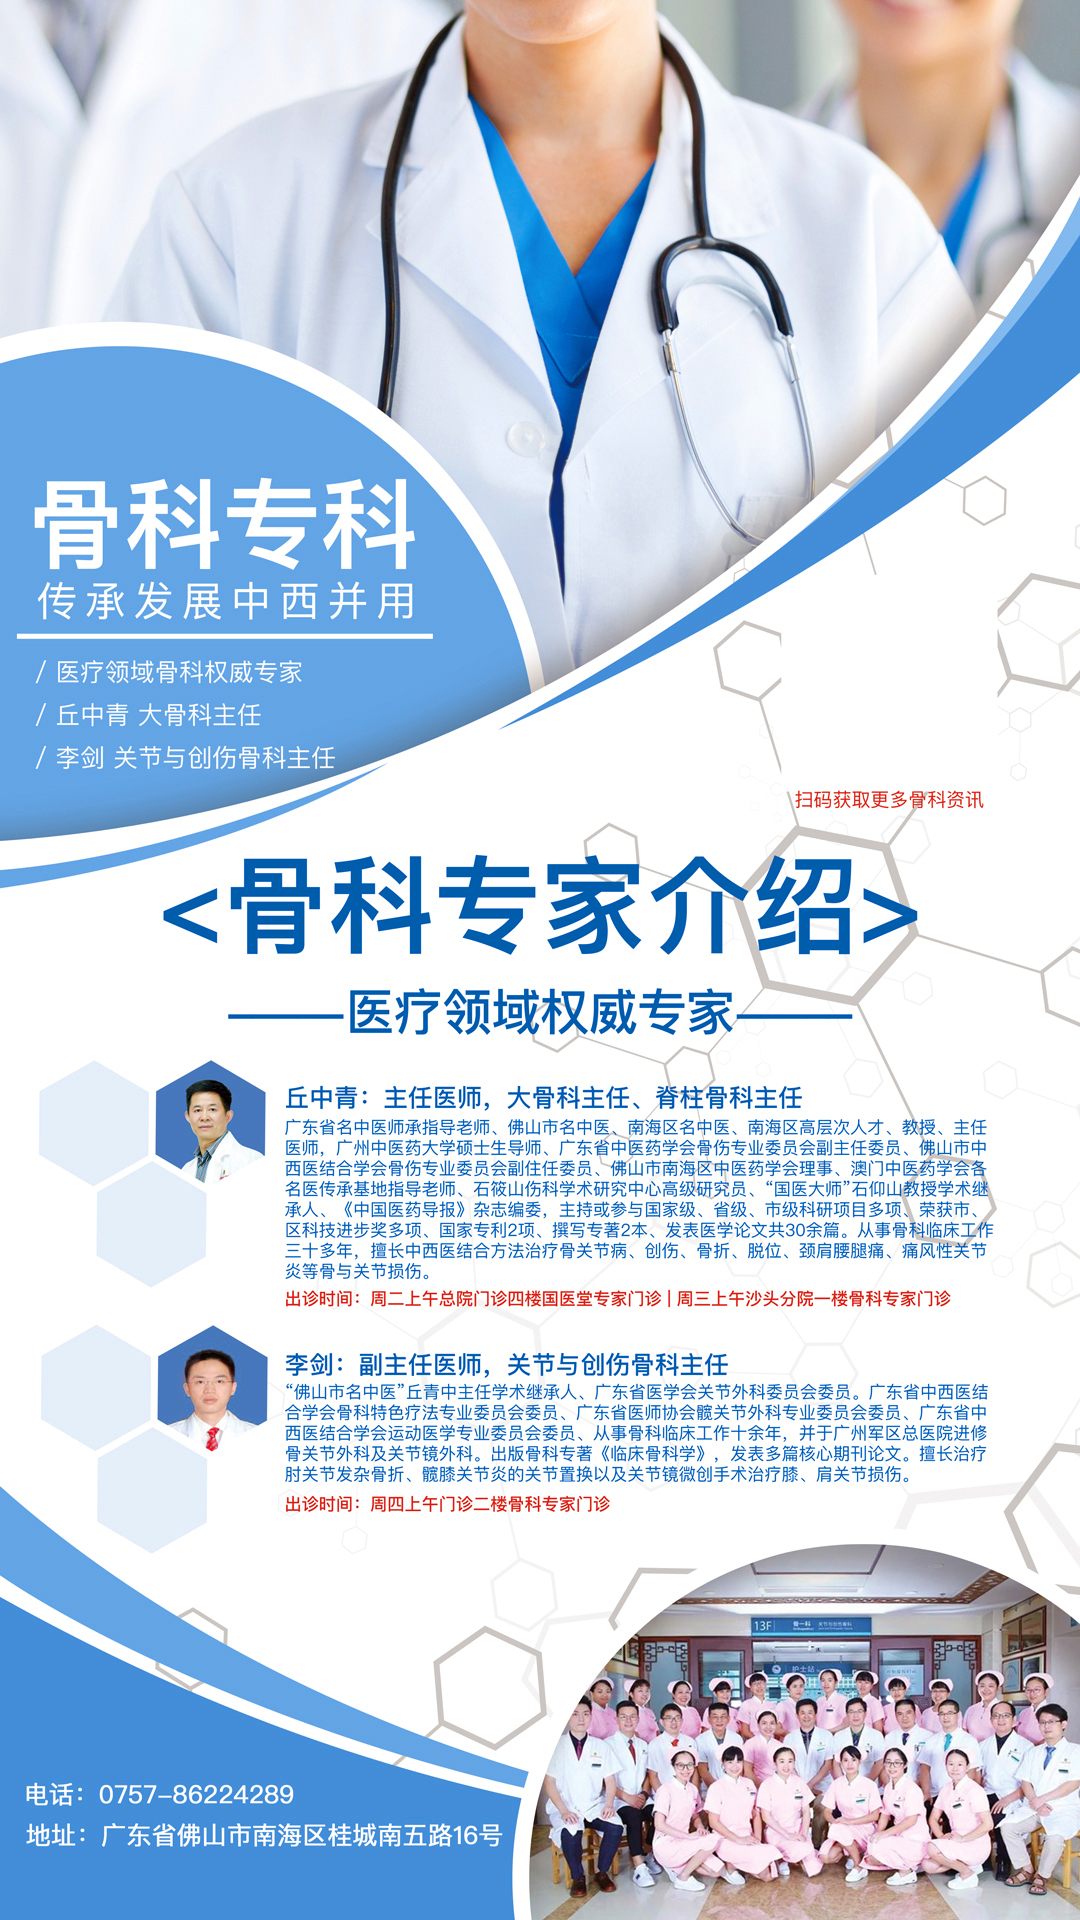 骨科专科
传承发展中西并用
/ 医疗领域骨科权威专家
/ 丘中青 大骨科主任
/ 李剑 关节与创伤骨科主任
扫码获取更多骨科资讯
<骨科专家介绍>
——医疗领域权威专家——
丘中青：主任医师，大骨科主任、脊柱骨科主任
广东省名中医师承指导老师、佛山市名中医、南海区名中医、南海区高层次人才、教授、主任
医师，广州中医药大学硕士生导师、广东省中医药学会骨伤专业委员会副主任委员、佛山市中
西医结合学会骨伤专业委员会副住任委员、佛山市南海区中医药学会理事、澳门中医药学会各
名医传承基地指导老师、石筱山伤科学术研究中心高级研究员、“国医大师”石仰山教授学术继
承人、《中国医药导报》杂志编委，主持或参与国家级、省级、市级科研项目多项、荣获市、
区科技进步奖多项、国家专利2项、撰写专著2本、发表医学论文共30余篇。从事骨科临床工作
三十多年，擅长中西医结合方法治疗骨关节病、创伤、骨折、脱位、颈肩腰腿痛、痛风性关节
炎等骨与关节损伤。
出诊时间：周二上午总院门诊四楼国医堂专家门诊 | 周三上午沙头分院一楼骨科专家门诊
李剑：副主任医师，关节与创伤骨科主任
“佛山市名中医”丘青中主任学术继承人、广东省医学会关节外科委员会委员。广东省中西医结
合学会骨科特色疗法专业委员会委员、广东省医师协会髋关节外科专业委员会委员、广东省中
西医结合学会运动医学专业委员会委员、从事骨科临床工作十余年，并于广州军区总医院进修
骨关节外科及关节镜外科。出版骨科专著《临床骨科学》，发表多篇核心期刊论文。擅长治疗
肘关节发杂骨折、髋膝关节炎的关节置换以及关节镜微创手术治疗膝、肩关节损伤。
出诊时间：周四上午门诊二楼骨科专家门诊
13F 骨一科 关节与创伤骨科
护士站
电话：0757-86224289
地址：广东省佛山市南海区桂城南五路16号